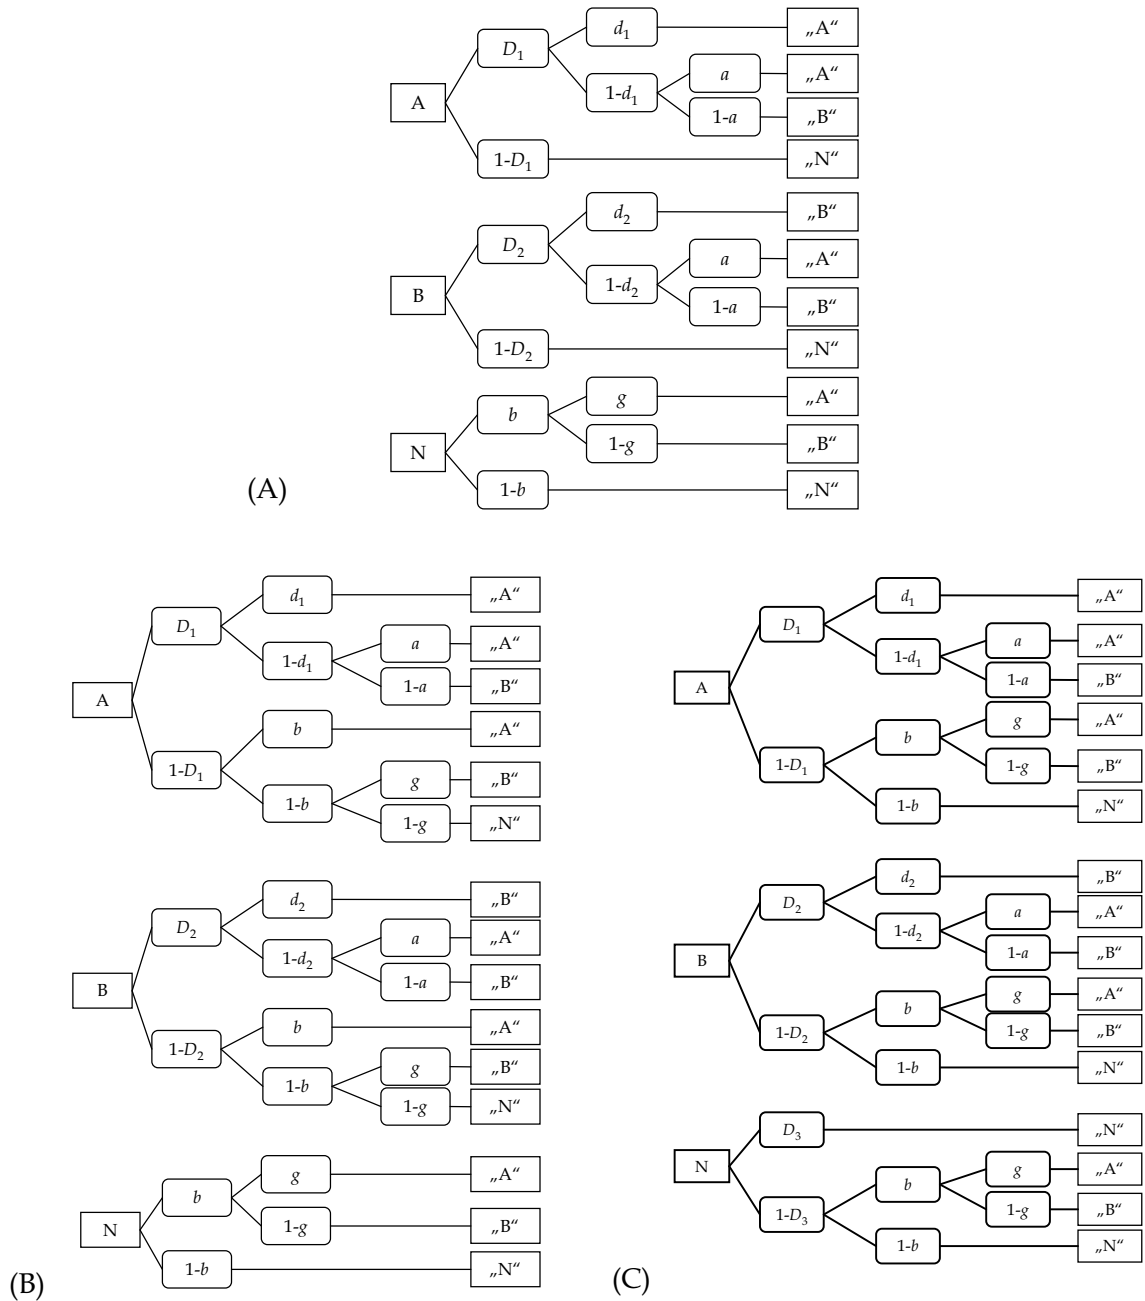 d1 „A“
D1
a „A“
A
1-d1
1-a „B“
1-D1 „N“
d2 „B“
D2
a „A“
B
1-d2
1-a „B“
1-D2 „N“
g „A“
b
1-g „B“
N
1-b „N“
(A)
d1 „A“
D1
a „A“
1-d1
1-a „B“
A
b „A“
1-D1
g „B“
1-b
1-g „N“
d2 „B“
D2
a „A“
1-d2
1-a „B“
B
b „A“
1-D2
g „B“
1-b
1-g „N“
g „A“
b
1-g „B“
N
1-b „N“
(B)
d1 „A“
D1
a „A“
1-d1
1-a „B“
A
g „A“
b
1-D1
1-g „B“
1-b „N“
d2 „B“
D2
a „A“
1-d2
1-a „B“
B
g „A“
b
1-D2
1-g „B“
1-b „N“
D3 „N“
N
g „A“
b
1-D3
1-g „B“
1-b „N“
(C)